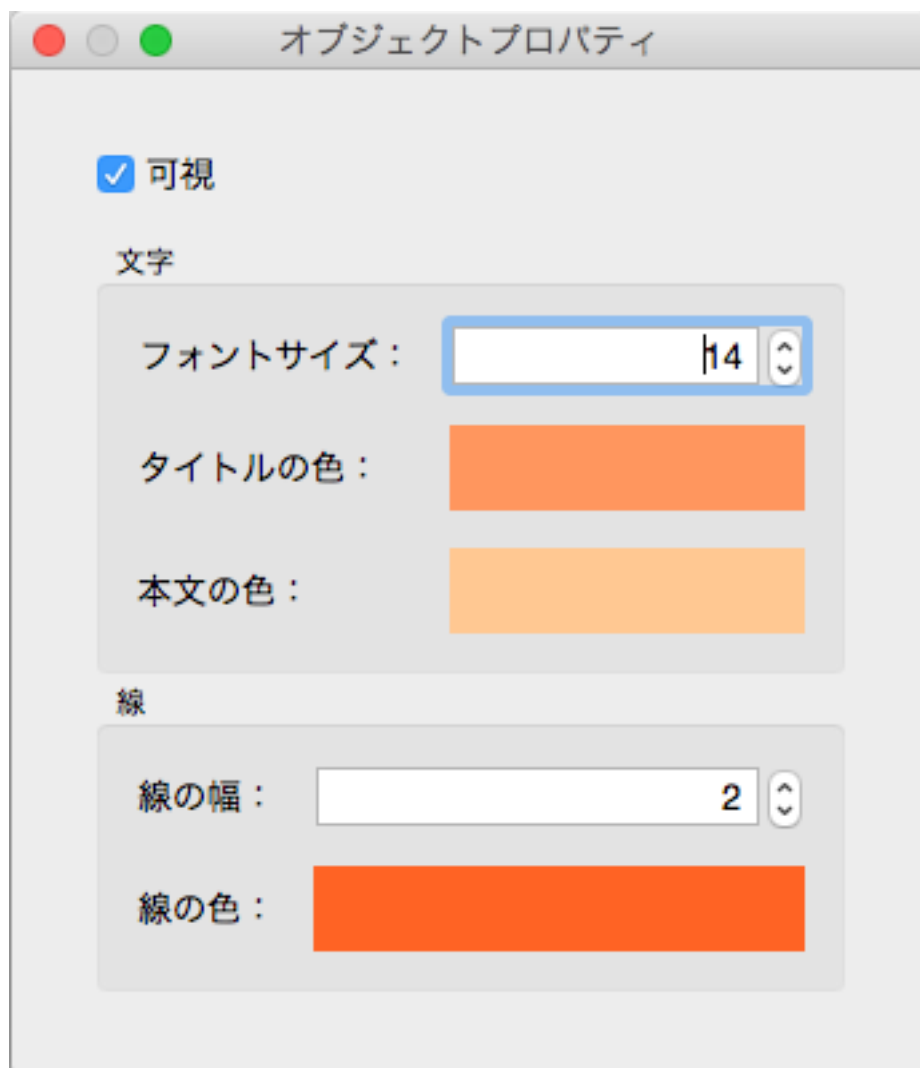 オブジェクトプロパティ
可視
文字
フォントサイズ： 14
タイトルの色：
本文の色：
線
線の幅： 2
線の色：